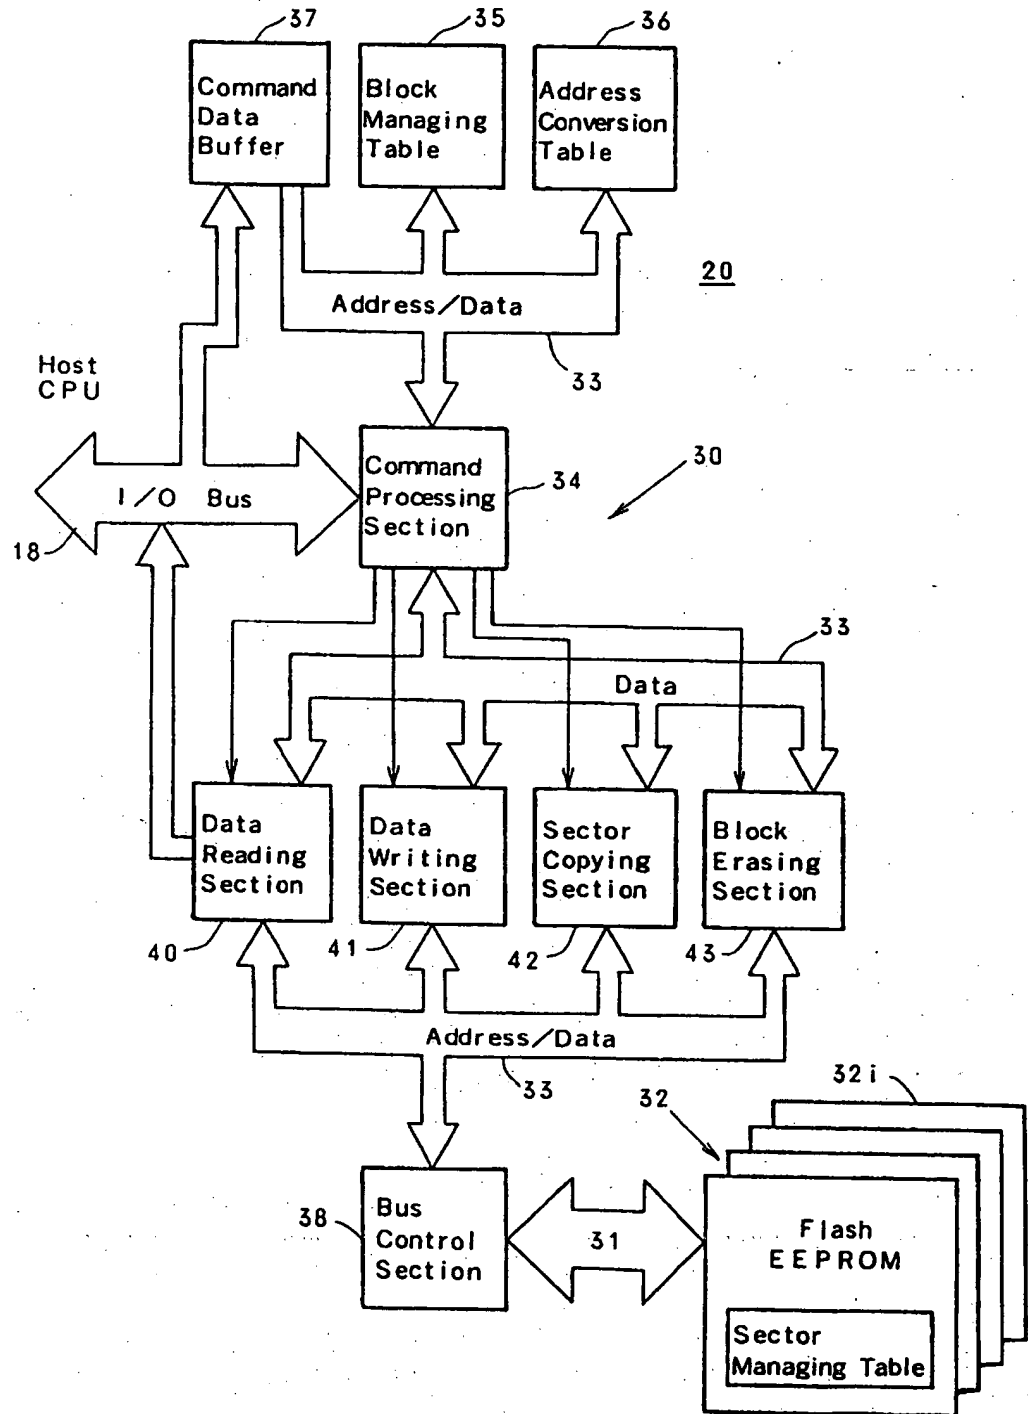 37
35
36
Command
Data
Buffer
Block
Managing
Table
Address
Conversion
Table
20
Address/Data
33
Host
CPU
I/O Bus
18
Command
Processing
Section
34
30
33
Data
Data
Reading
Section
Data
Writing
Section
Sector
Copying
Section
Block
Erasing
Section
40
41
42
43
Address/Data
33
32
32i
38
Bus
Control
Section
31
Flash
EEPROM
Sector
Managing Table